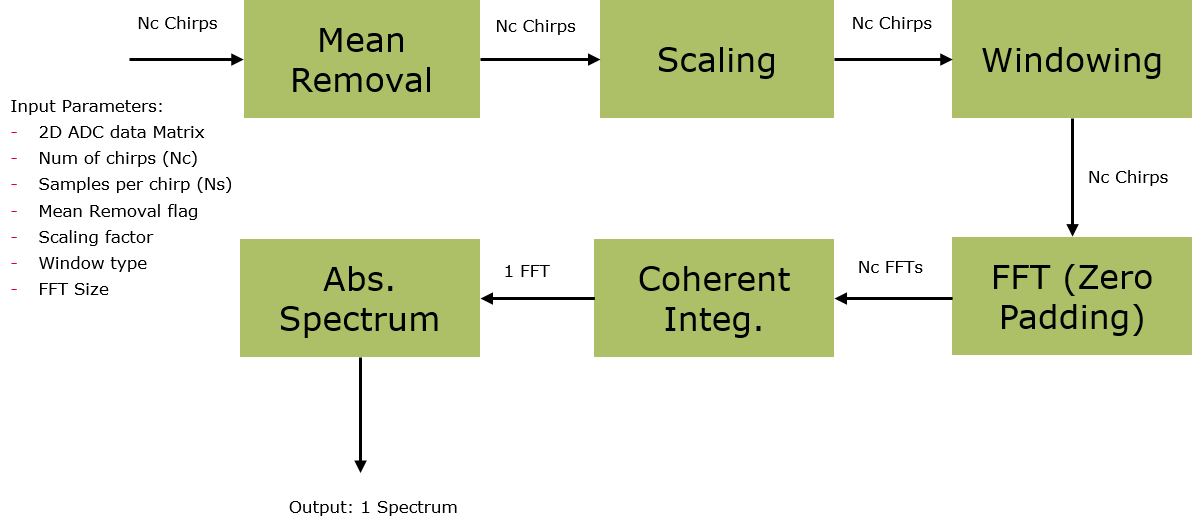 Nc Chirps
Mean
Removal
Nc Chirps
Scaling
Nc Chirps
Windowing
Input Parameters:
- 2D ADC data Matrix
- Num of chirps (Nc)
- Samples per chirp (Ns)
- Mean Removal flag
- Scaling factor
- Window type
- FFT Size
Nc Chirps
FFT (Zero
Padding)
Nc FFTs
Coherent
Integ.
1 FFT
Abs.
Spectrum
Output: 1 Spectrum